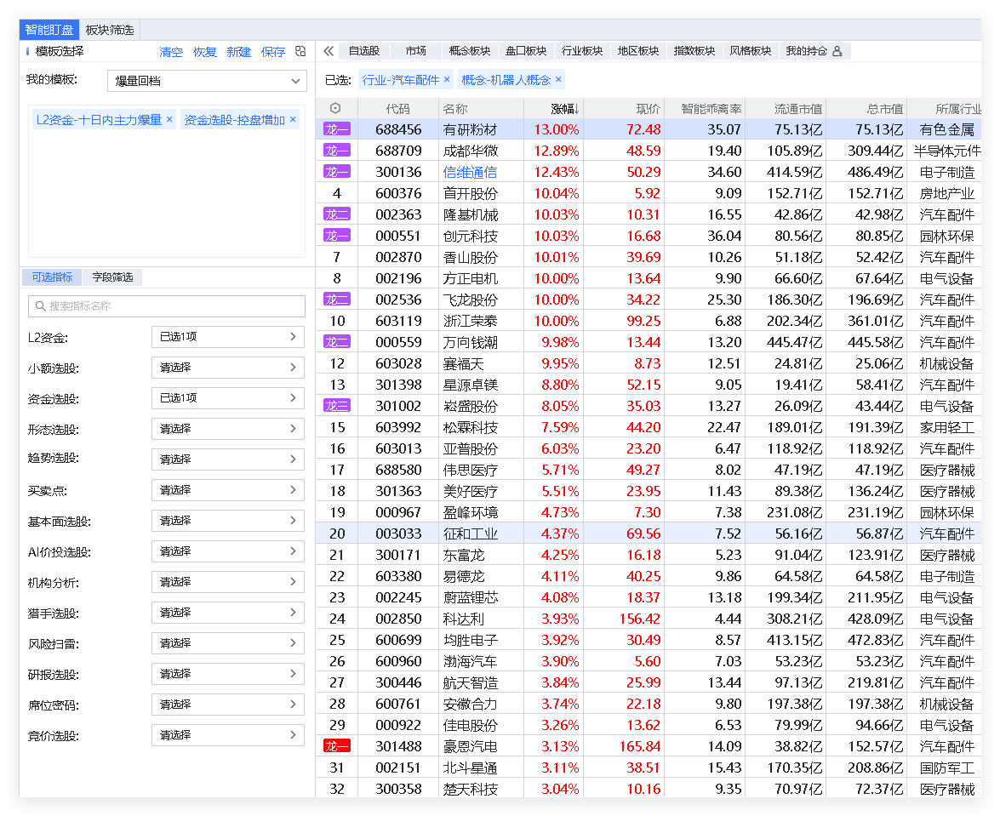 智能盯盘 板块筛选
模板选择 清空 恢复 新建 保存
我的模板: 爆量回档
L2资金-十日内主力爆量 × 资金选股-控盘增加 ×
可选指标 字段筛选
搜索指标名称
L2资金: 已选1项
小额选股: 请选择
资金选股: 已选1项
形态选股: 请选择
趋势选股: 请选择
买卖点: 请选择
基本面选股: 请选择
AI价投选股: 请选择
机构分析: 请选择
猎手选股: 请选择
风险扫雷: 请选择
研报选股: 请选择
席位密码: 请选择
竞价选股: 请选择
自选股 市场 概念板块 盘口板块 行业板块 地区板块 指数板块 风格板块 我的持仓
已选: 行业-汽车配件 × 概念-机器人概念 ×
代码 名称 涨幅↓ 现价 智能乖离率 流通市值 总市值 所属行业
龙一 688456 有研粉材 13.00% 72.48 35.07 75.13亿 75.13亿 有色金属
龙一 688709 成都华微 12.89% 48.59 19.40 105.89亿 309.44亿 半导体元件
龙一 300136 信维通信 12.43% 50.29 34.60 414.59亿 486.49亿 电子制造
4 600376 首开股份 10.04% 5.92 9.09 152.71亿 152.71亿 房地产业
龙二 002363 隆基机械 10.03% 10.31 16.55 42.86亿 42.98亿 汽车配件
龙一 000551 创元科技 10.03% 16.68 36.04 80.56亿 80.85亿 园林环保
7 002870 香山股份 10.01% 39.69 10.26 51.18亿 52.42亿 汽车配件
8 002196 方正电机 10.00% 13.64 9.90 66.60亿 67.64亿 电气设备
龙二 002536 飞龙股份 10.00% 34.22 25.30 186.30亿 196.69亿 汽车配件
10 603119 浙江荣泰 10.00% 99.25 6.88 202.34亿 361.01亿 汽车配件
龙二 000559 万向钱潮 9.98% 13.44 13.20 445.47亿 445.58亿 汽车配件
12 603028 赛福天 9.95% 8.73 12.51 24.81亿 25.06亿 机械设备
13 301398 星源卓镁 8.80% 52.15 9.05 19.41亿 58.41亿 汽车配件
龙三 301002 崧盛股份 8.05% 35.03 13.27 26.09亿 43.44亿 电气设备
15 603992 松霖科技 7.59% 44.20 22.47 189.01亿 191.39亿 家用轻工
16 603013 亚普股份 6.03% 23.20 6.47 118.92亿 118.92亿 汽车配件
17 688580 伟思医疗 5.71% 49.27 8.02 47.19亿 47.19亿 医疗器械
18 301363 美好医疗 5.51% 23.95 11.43 89.38亿 136.24亿 医疗器械
19 000967 盈峰环境 4.73% 7.30 7.38 231.08亿 231.19亿 园林环保
20 003033 征和工业 4.37% 69.56 7.52 56.16亿 56.87亿 汽车配件
21 300171 东富龙 4.25% 16.18 5.23 91.04亿 123.91亿 医疗器械
22 603380 易德龙 4.11% 40.25 9.86 64.58亿 64.58亿 电子制造
23 002245 蔚蓝锂芯 4.08% 18.37 13.18 199.34亿 211.95亿 电气设备
24 002850 科达利 3.93% 156.42 4.44 308.21亿 428.09亿 电气设备
25 600699 均胜电子 3.92% 30.49 8.57 413.15亿 472.83亿 汽车配件
26 600960 渤海汽车 3.90% 5.60 7.03 53.23亿 53.23亿 汽车配件
27 300446 航天智造 3.84% 25.99 13.44 97.13亿 219.81亿 汽车配件
28 600761 安徽合力 3.74% 22.18 9.80 197.38亿 197.38亿 机械设备
29 000922 佳电股份 3.26% 13.62 6.53 79.99亿 94.66亿 电气设备
龙一 301488 豪恩汽电 3.13% 165.84 14.09 38.82亿 152.57亿 汽车配件
31 002151 北斗星通 3.11% 38.51 15.43 170.35亿 208.86亿 国防军工
32 300358 楚天科技 3.04% 10.16 9.35 70.97亿 72.37亿 医疗器械